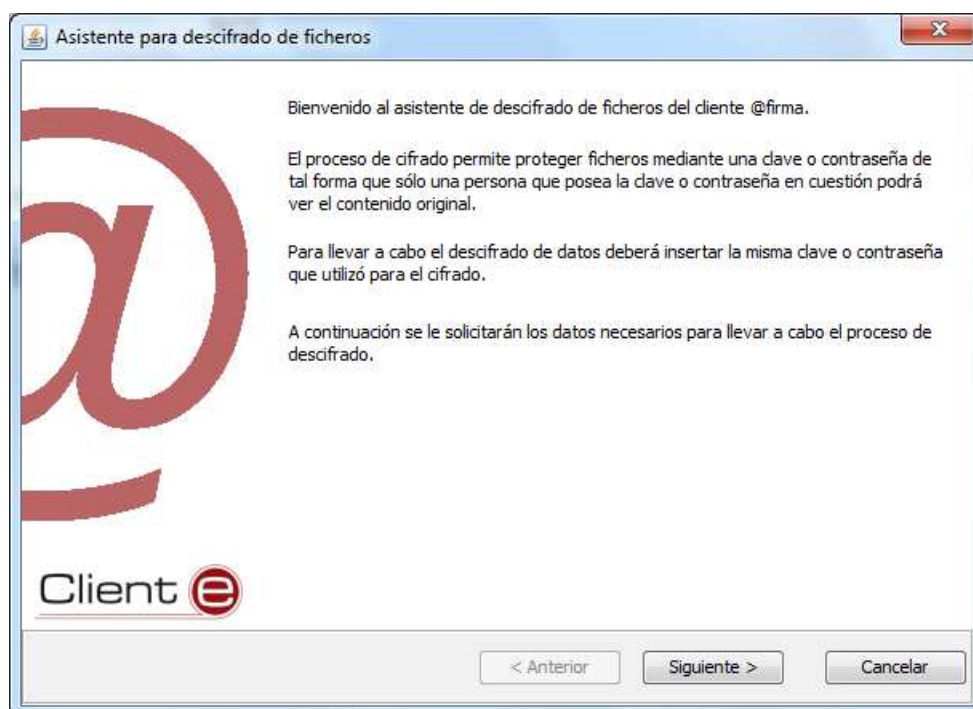 Asistente para descifrado de ficheros
Bienvenido al asistente de descifrado de ficheros del cliente @firma.
El proceso de cifrado permite proteger ficheros mediante una clave o contraseña de
tal forma que sólo una persona que posea la clave o contraseña en cuestión podrá
ver el contenido original.
Para llevar a cabo el descifrado de datos deberá insertar la misma clave o contraseña
que utilizó para el cifrado.
A continuación se le solicitarán los datos necesarios para llevar a cabo el proceso de
descifrado.
@
Client e
< Anterior
Siguiente >
Cancelar